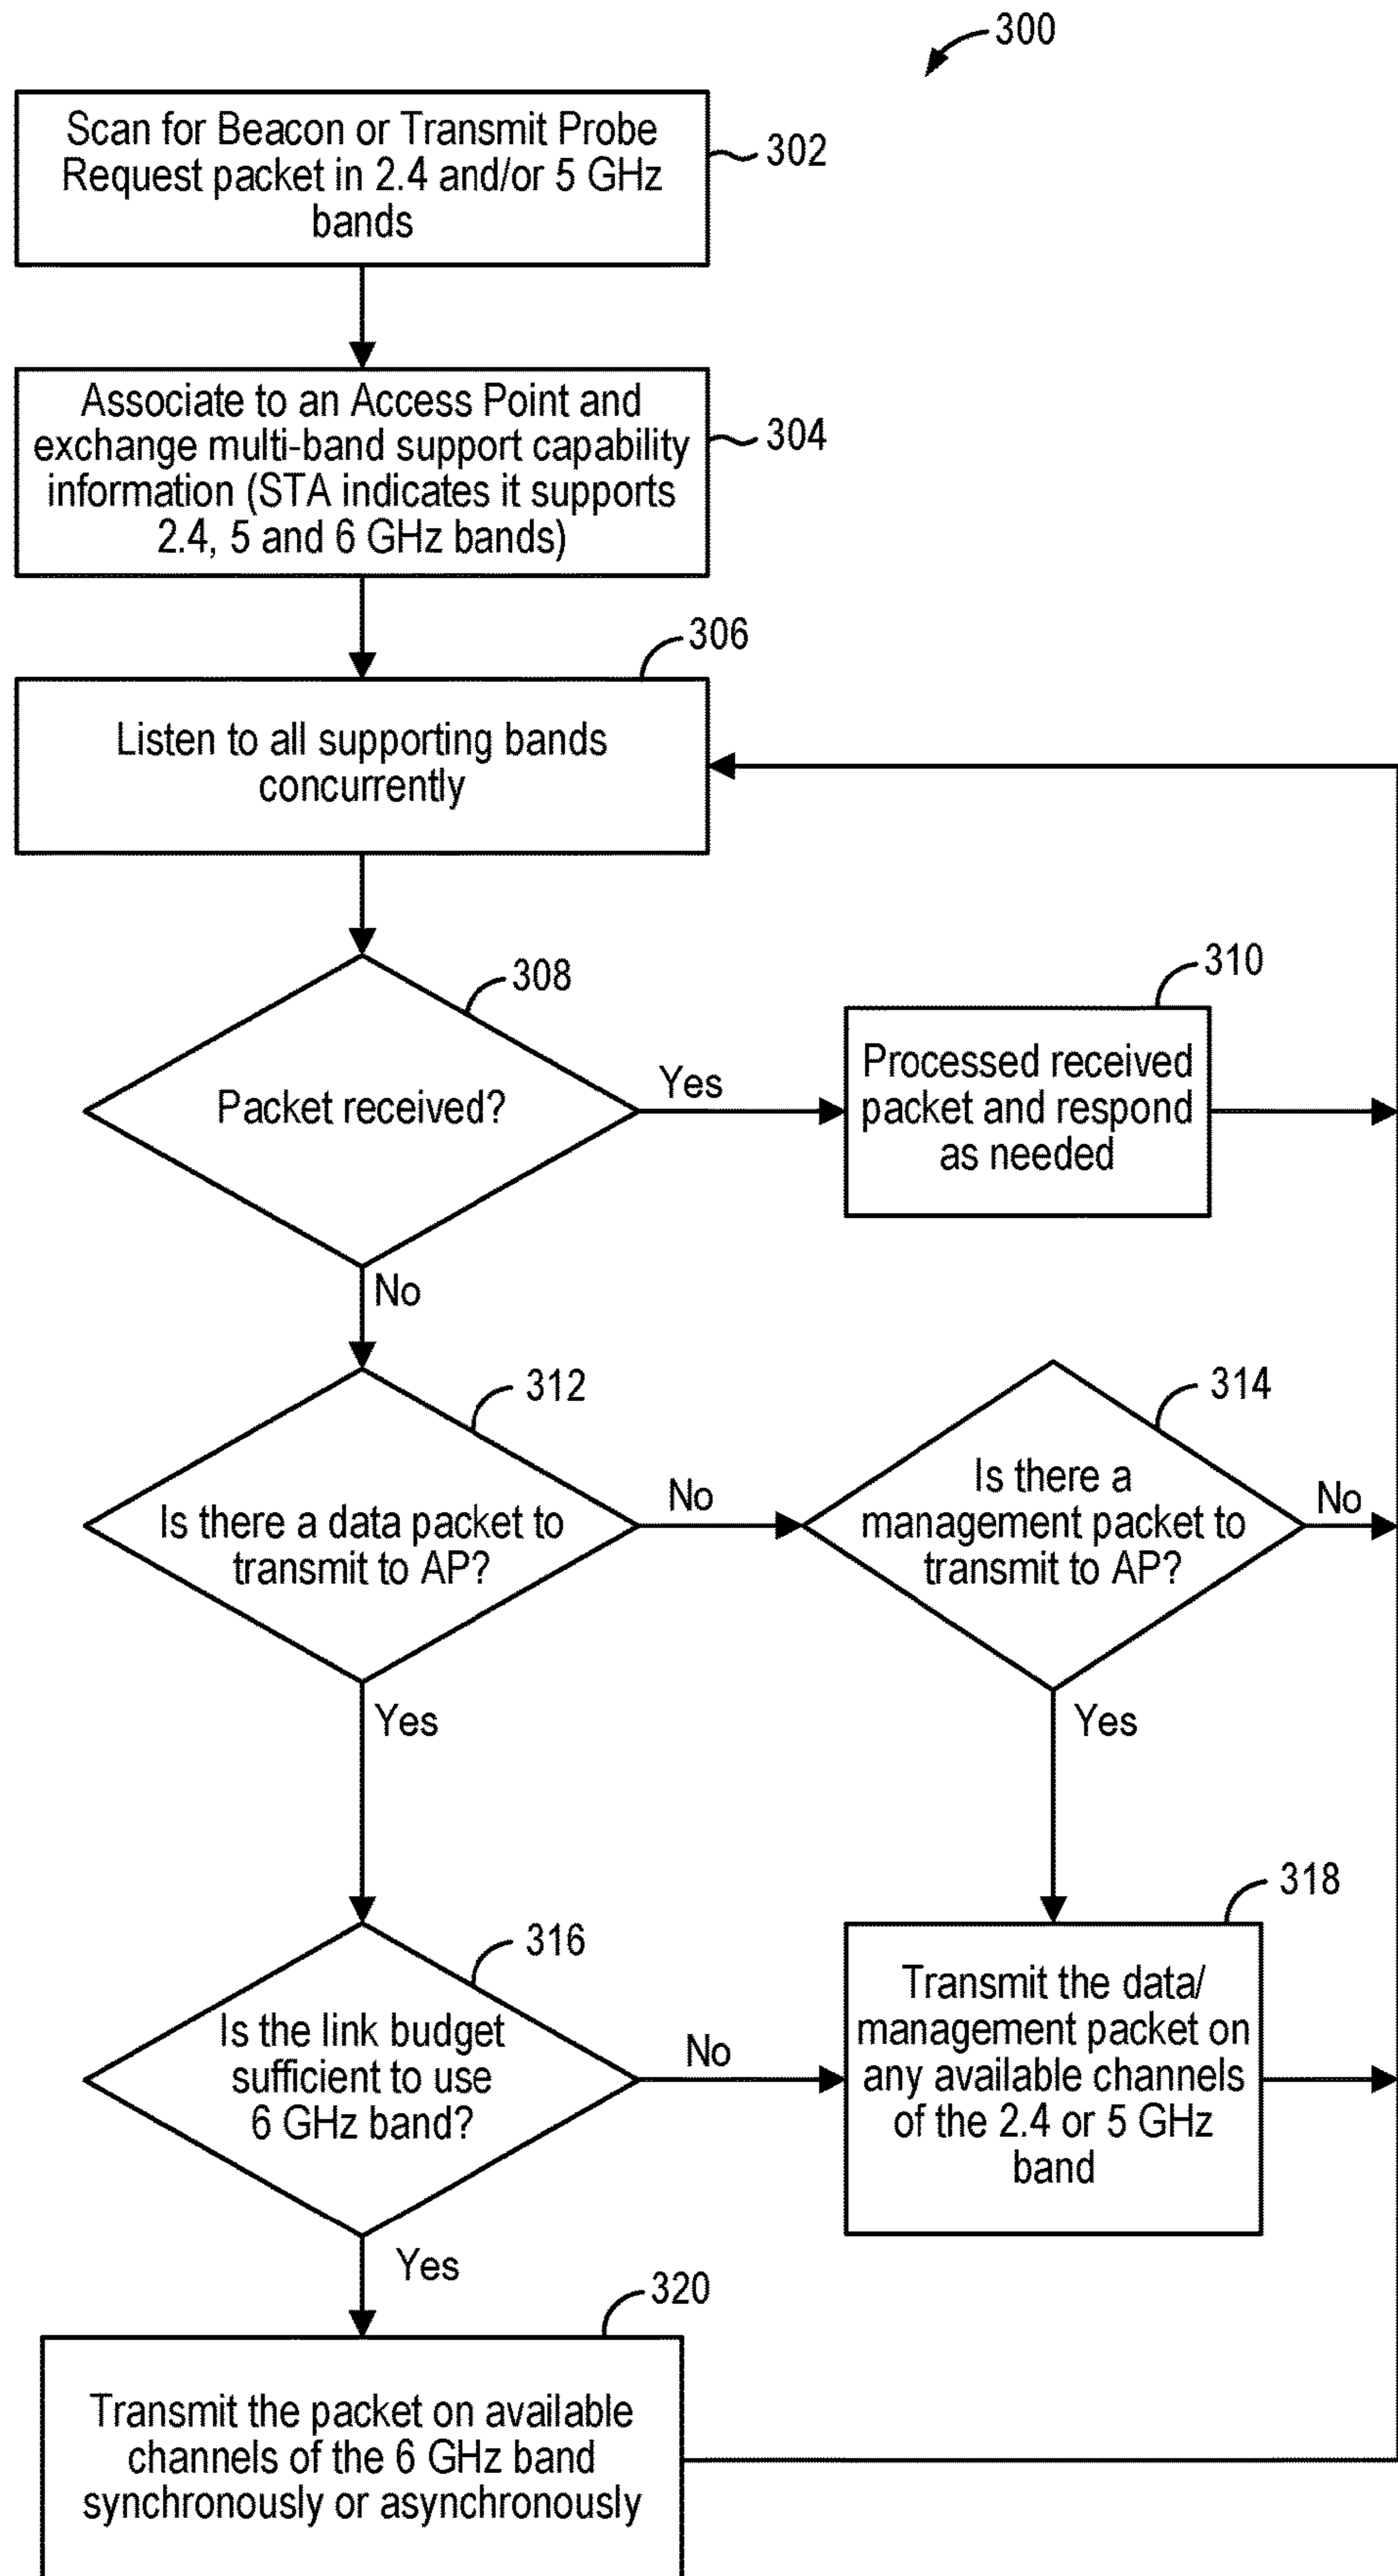 300
Scan for Beacon or Transmit Probe
Request packet in 2.4 and/or 5 GHz
bands
302
Associate to an Access Point and
exchange multi-band support capability
information (STA indicates it supports
2.4, 5 and 6 GHz bands)
304
306
Listen to all supporting bands
concurrently
308
Packet received?
Yes
310
Processed received
packet and respond
as needed
No
312
Is there a data packet to
transmit to AP?
No
314
Is there a
management packet to
transmit to AP?
No
Yes
Yes
316
Is the link budget
sufficient to use
6 GHz band?
No
318
Transmit the data/
management packet on
any available channels
of the 2.4 or 5 GHz
band
Yes
320
Transmit the packet on available
channels of the 6 GHz band
synchronously or asynchronously